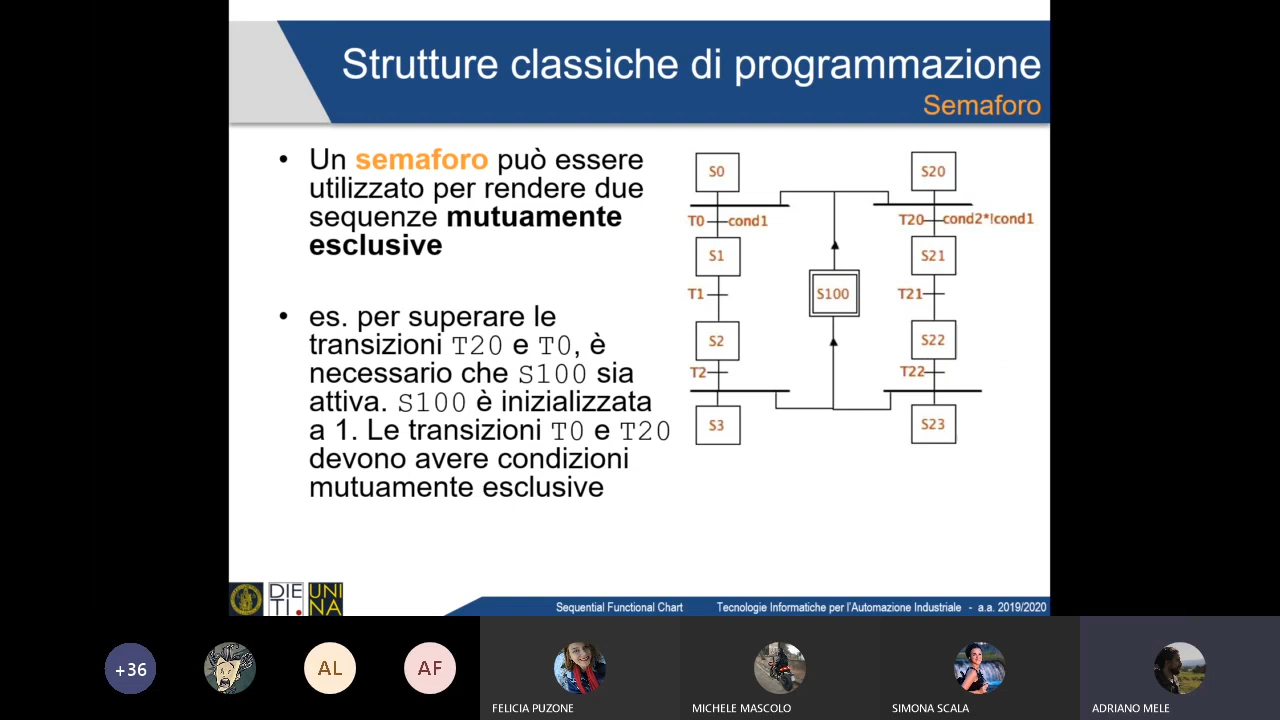 Strutture classiche di programmazione
Semaforo
• Un semaforo può essere
utilizzato per rendere due
sequenze mutuamente
esclusive
• es. per superare le
transizioni T20 e T0, è
necessario che S100 sia
attiva. S100 è inizializzata
a 1. Le transizioni T0 e T20
devono avere condizioni
mutuamente esclusive
S0
T0
cond1
S1
T1
S2
T2
S3
S100
S20
T20
cond2*!cond1
S21
T21
S22
T22
S23
DIE
TI.
UNI
NA
Sequential Functional Chart
Tecnologie Informatiche per l'Automazione Industriale - a.a. 2019/2020
+36
AL
AF
FELICIA PUZONE
MICHELE MASCOLO
SIMONA SCALA
ADRIANO MELE